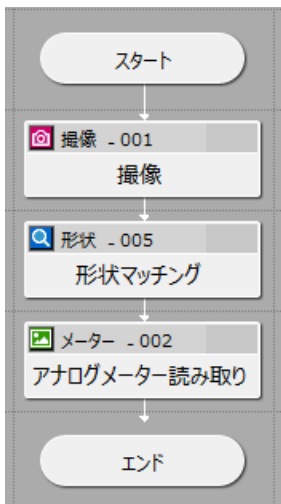 スタート
撮像 - 001
撮像
形状 - 005
形状マッチング
メーター - 002
アナログメーター読み取り
エンド